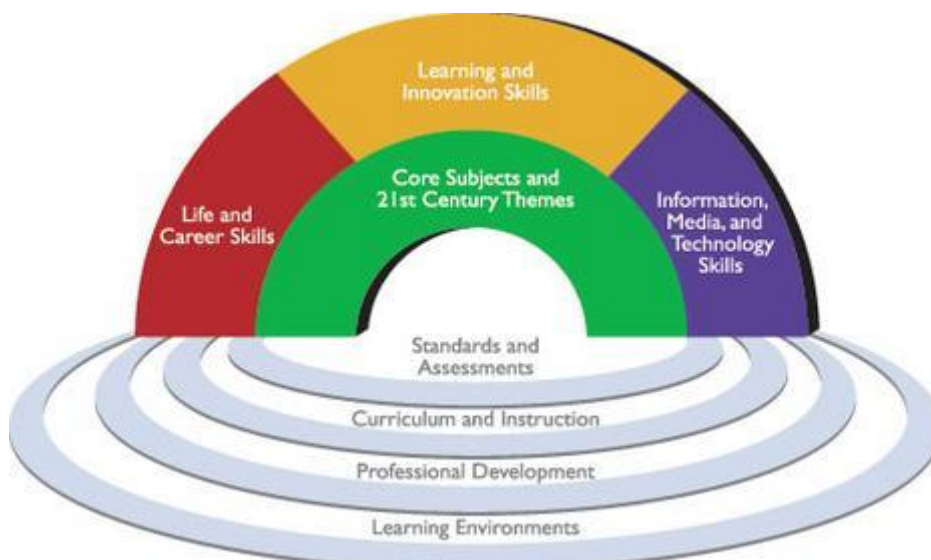 Learning and
Innovation Skills
Core Subjects and
21st Century Themes
Life and
Career Skills
Information,
Media, and
Technology
Skills
Standards and
Assessments
Curriculum and Instruction
Professional Development
Learning Environments